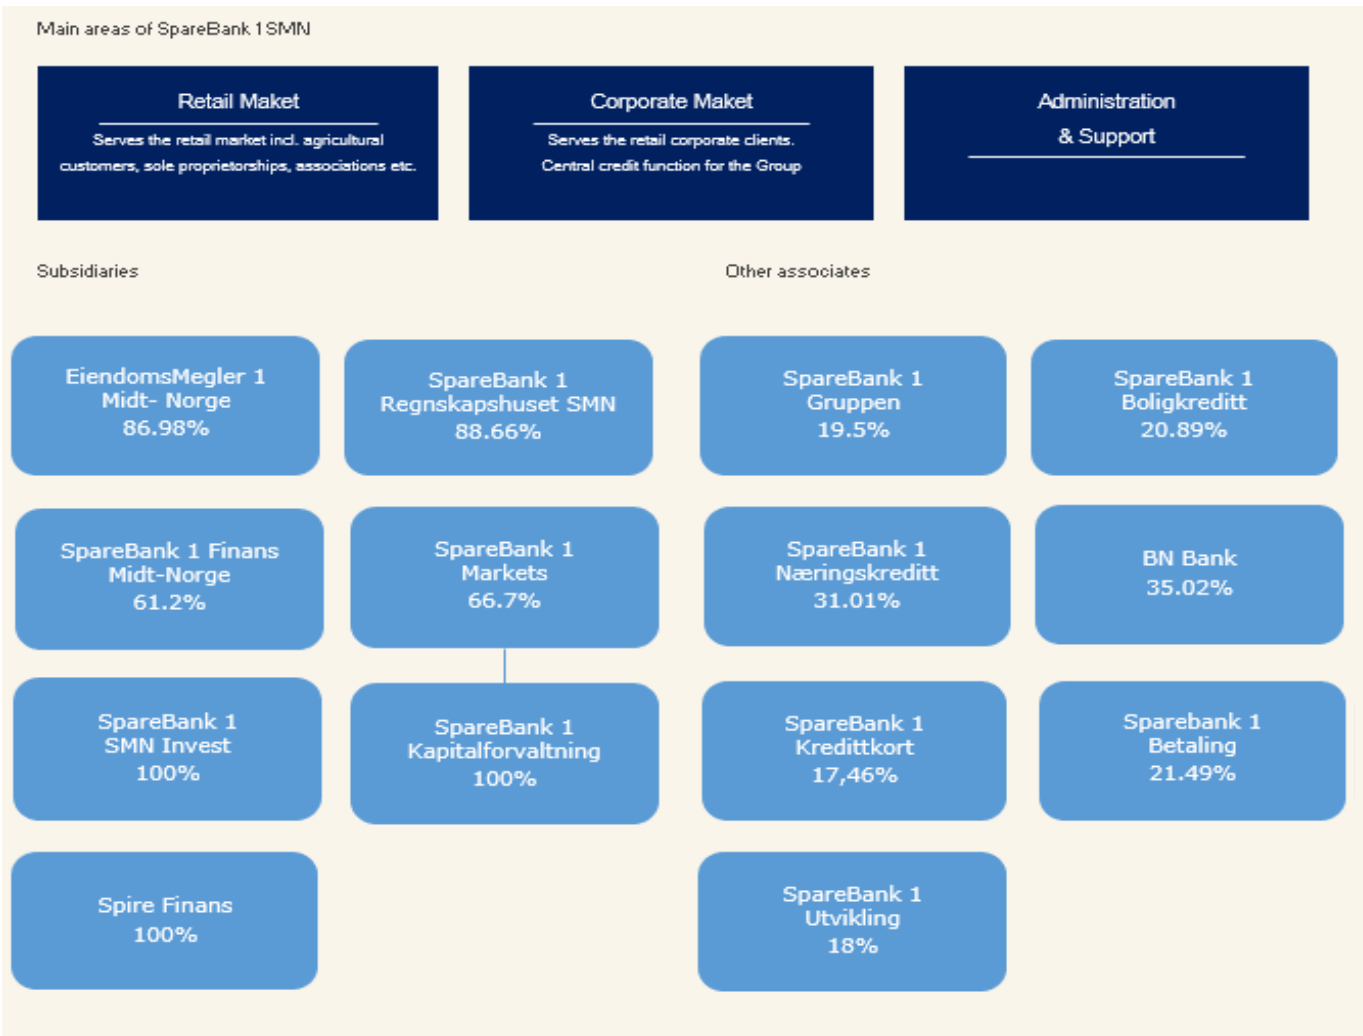 Main areas of SpareBank 1 SMN
Retail Maket
Serves the retail market incl. agricultural
customers, sole proprietorships, associations etc.
Corporate Maket
Serves the retail corporate clients.
Central credit function for the Group
Administration
& Support
Subsidiaries
EiendomsMegler 1
Midt- Norge
86.98%
SpareBank 1
Regnskapshuset SMN
88.66%
SpareBank 1 Finans
Midt-Norge
61.2%
SpareBank 1
Markets
66.7%
SpareBank 1
SMN Invest
100%
SpareBank 1
Kapitalforvaltning
100%
Spire Finans
100%
Other associates
SpareBank 1
Gruppen
19.5%
SpareBank 1
Boligkreditt
20.89%
SpareBank 1
Næringskreditt
31.01%
BN Bank
35.02%
SpareBank 1
Kredittkort
17,46%
Sparebank 1
Betaling
21.49%
SpareBank 1
Utvikling
18%